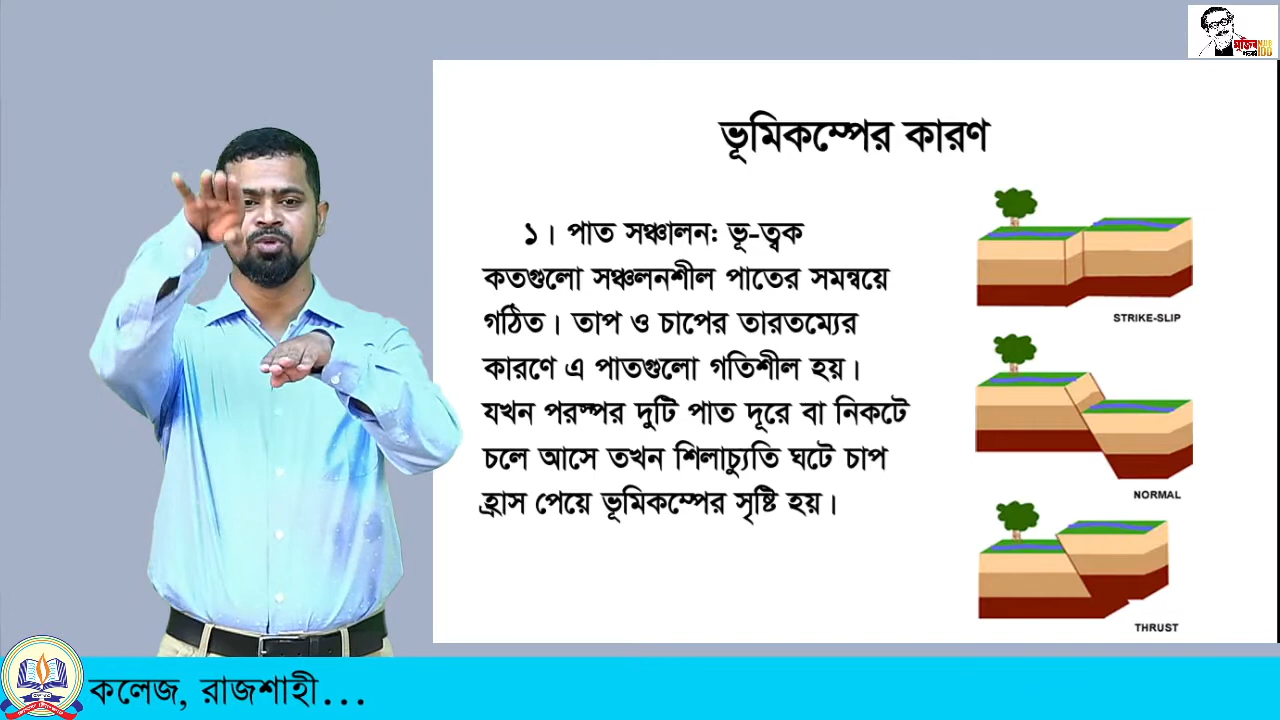 ভূমিকম্পের কারণ
১। পাত সঞ্চালন: ভূ-ত্বক
কতগুলো সঞ্চলনশীল পাতের সমন্বয়ে
গঠিত। তাপ ও চাপের তারতম্যের
কারণে এ পাতগুলো গতিশীল হয়।
যখন পরস্পর দুটি পাত দূরে বা নিকটে
চলে আসে তখন শিলাচ্যুতি ঘটে চাপ
হ্রাস পেয়ে ভূমিকম্পের সৃষ্টি হয়।
STRIKE-SLIP
NORMAL
THRUST
কলেজ, রাজশাহী...